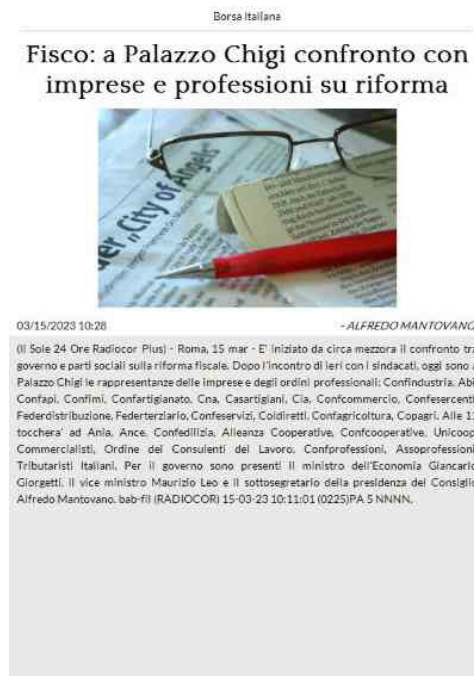 Borsa Italiana
Fisco: a Palazzo Chigi confronto con
imprese e professioni su riforma
City of Angels"
03/15/2023 10:28
- ALFREDO MANTOVANO
(Il Sole 24 Ore Radiocor Plus) - Roma, 15 mar - E' iniziato da circa mezzora il confronto tra
governo e parti sociali sulla riforma fiscale. Dopo l'incontro di ieri con i sindacati, oggi sono
Palazzo Chigi le rappresentanze delle imprese e degli ordini professionali: Confindustria, Abi
Confapi, Confimi, Confartigianato, Cna, Casartigiani, Cia, Confcommercio, Confesercenti
Federdistribuzione, Federterziario, Confeservizi, Coldiretti, Confagricoltura, Copagri. Alle 11
tocchera' ad Ania, Ance, Confedilizia, Alleanza Cooperative, Confcooperative, Unicoop
Commercialisti, Ordine dei Consulenti del Lavoro, Confprofessioni, Assoprofessioni
Tributaristi Italiani. Per il governo sono presenti il ministro dell'Economia Giancarlo
Giorgetti, il vice ministro Maurizio Leo e il sottosegretario della presidenza del Consiglio
Alfredo Mantovano. bab-fil (RADIOCOR) 15-03-23 10:11:01 (0225)PA 5 NNNN.